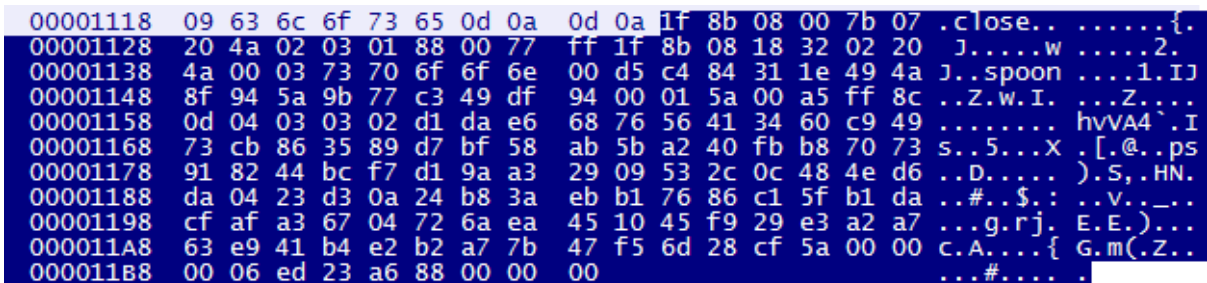 00001118 09 63 6c 6f 73 65 0d 0a 0d 0a 1f 8b 08 00 7b 07 .close.. ......{.
00001128 20 4a 02 03 01 88 00 77 ff 1f 8b 08 18 32 02 20 J.....w .....2.
00001138 4a 00 03 73 70 6f 6f 6e 00 d5 c4 84 31 1e 49 4a J..spoon ....1.IJ
00001148 8f 94 5a 9b 77 c3 49 df 94 00 01 5a 00 a5 ff 8c ..Z.w.I. ...Z....
00001158 0d 04 03 03 02 d1 da e6 68 76 56 41 34 60 c9 49 ........ hvVA4`.I
00001168 73 cb 86 35 89 d7 bf 58 ab 5b a2 40 fb b8 70 73 s..5...X .[.@..ps
00001178 91 82 44 bc f7 d1 9a a3 29 09 53 2c 0c 48 4e d6 ..D..... ).S,.HN.
00001188 da 04 23 d3 0a 24 b8 3a eb b1 76 86 c1 5f b1 da ..#..$.: ..v.._..
00001198 cf af a3 67 04 72 6a ea 45 10 45 f9 29 e3 a2 a7 ...g.rj. E.E.)...
000011A8 63 e9 41 b4 e2 b2 a7 7b 47 f5 6d 28 cf 5a 00 00 c.A....{ G.m(.Z..
000011B8 00 06 ed 23 a6 88 00 00 00 ...#.... .